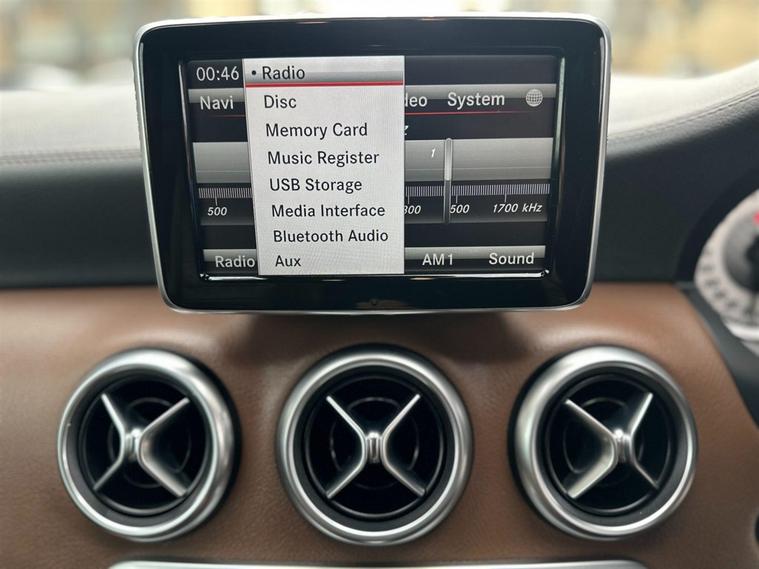 00:46 • Radio
Navi Disc deo System
Memory Card
z
Music Register 1
USB Storage
500 Media Interface 300 500 1700 kHz
Bluetooth Audio
Radio Aux AM1 Sound